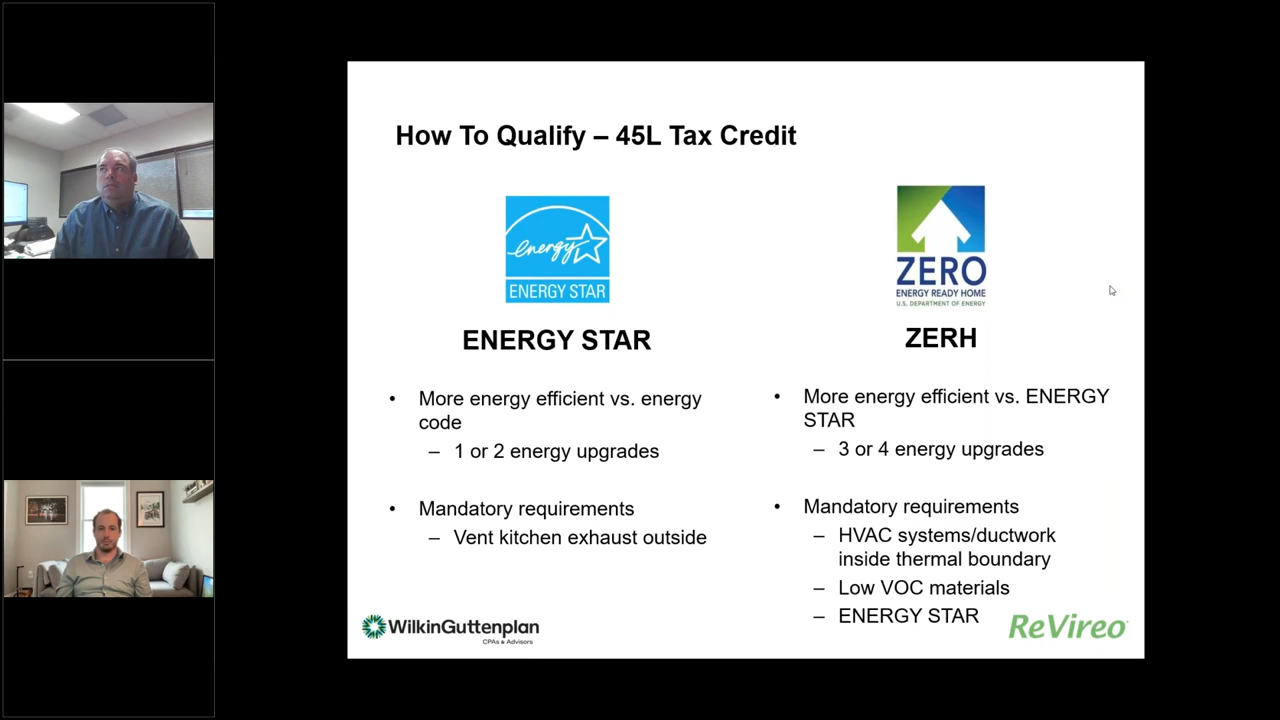 How To Qualify – 45L Tax Credit
energy
ENERGY STAR
ZERO
ENERGY READY HOME
U.S. DEPARTMENT OF ENERGY
ENERGY STAR
ZERH
• More energy efficient vs. energy
code
– 1 or 2 energy upgrades
• Mandatory requirements
– Vent kitchen exhaust outside
• More energy efficient vs. ENERGY
STAR
– 3 or 4 energy upgrades
• Mandatory requirements
– HVAC systems/ductwork
inside thermal boundary
– Low VOC materials
– ENERGY STAR
WilkinGuttenplan
CPAs & Advisors
ReVireo